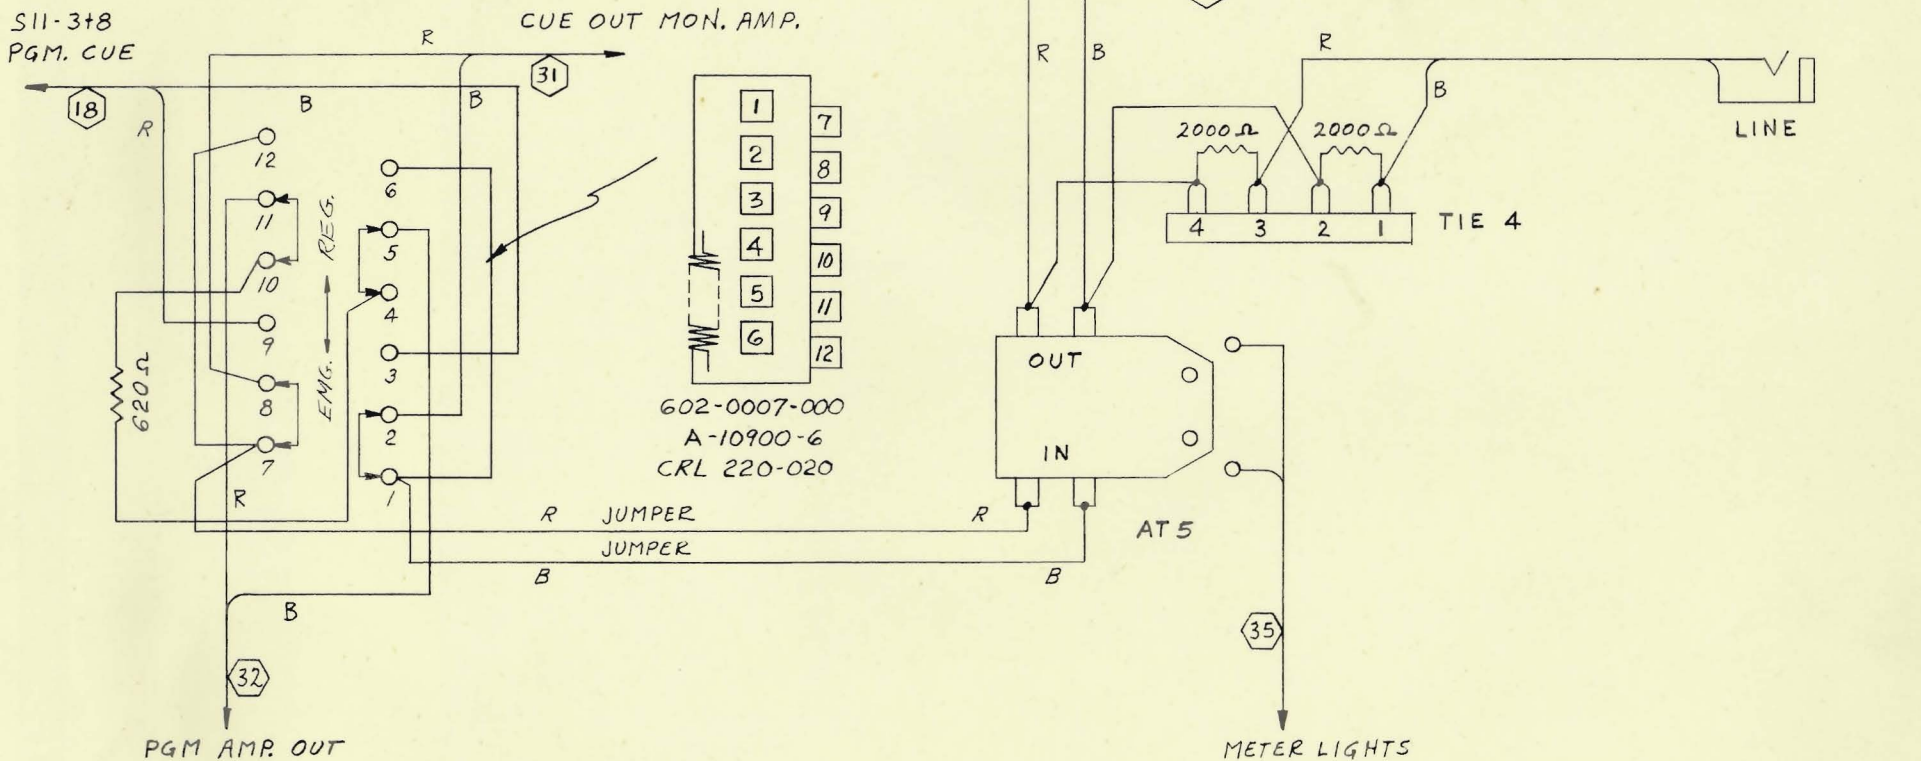 S11-3+8
PGM. CUE
CUE OUT MON. AMP.
R
31
B
B
18
R
12
11
10
9
8
7
6
5
4
3
2
1
REG.
EMG.
620Ω
R
B
32
PGM AMP. OUT
1
2
3
4
5
6
7
8
9
10
11
12
602-0007-000
A-10900-6
CRL 220-020
R JUMPER R
JUMPER
B B
R B
OUT
IN
AT 5
R
B
LINE
2000Ω 2000Ω
4 3 2 1
TIE 4
35
METER LIGHTS